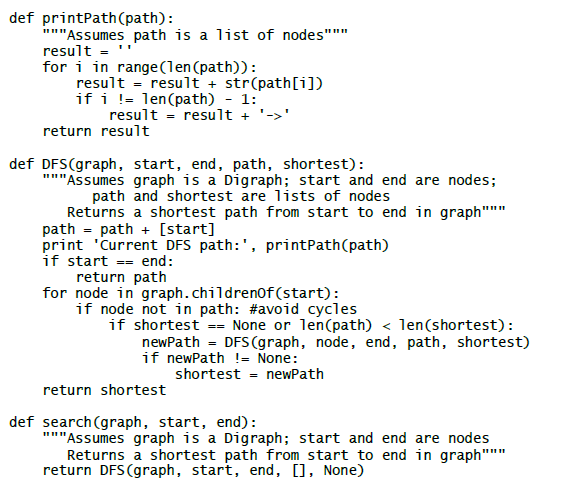 def printPath(path):
    """Assumes path is a list of nodes"""
    result = ''
    for i in range(len(path)):
        result = result + str(path[i])
        if i != len(path) - 1:
            result = result + '->'
    return result

def DFS(graph, start, end, path, shortest):
    """Assumes graph is a Digraph; start and end are nodes;
          path and shortest are lists of nodes
       Returns a shortest path from start to end in graph"""
    path = path + [start]
    print 'Current DFS path:', printPath(path)
    if start == end:
        return path
    for node in graph.childrenOf(start):
        if node not in path: #avoid cycles
            if shortest == None or len(path) < len(shortest):
                newPath = DFS(graph, node, end, path, shortest)
                if newPath != None:
                    shortest = newPath
    return shortest

def search(graph, start, end):
    """Assumes graph is a Digraph; start and end are nodes
       Returns a shortest path from start to end in graph"""
    return DFS(graph, start, end, [], None)